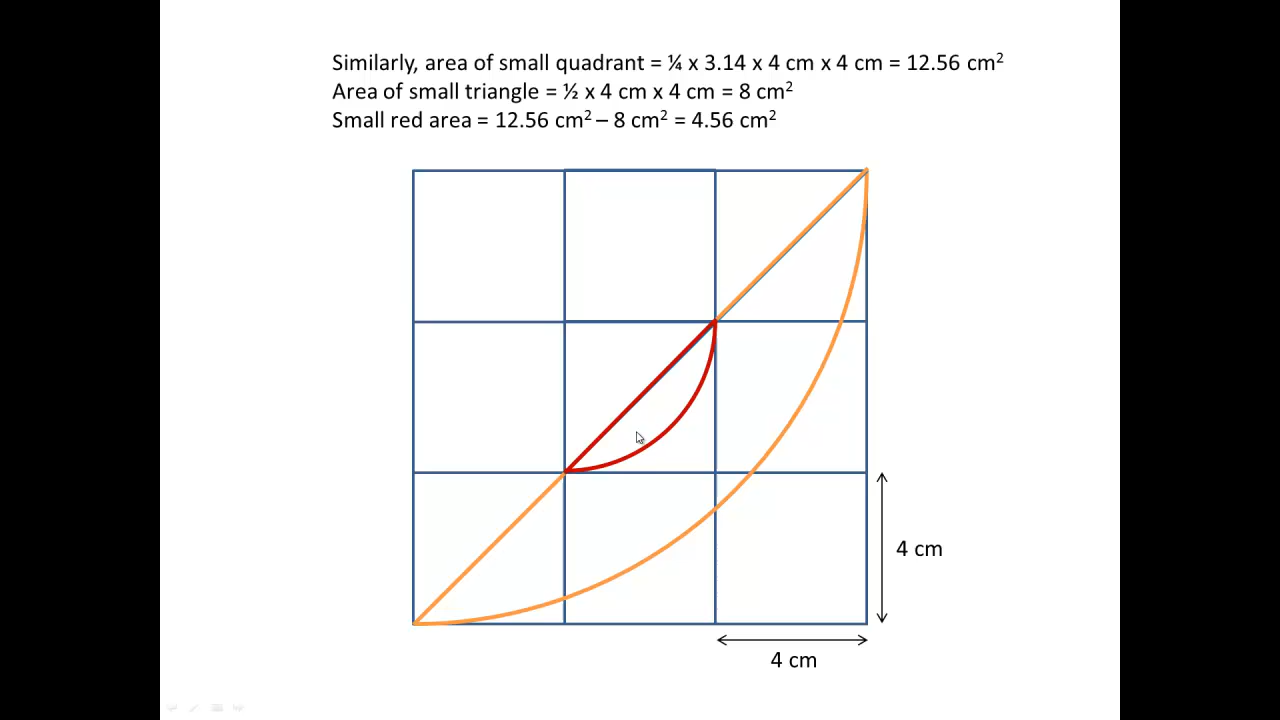 Similarly, area of small quadrant = ¼ x 3.14 x 4 cm x 4 cm = 12.56 cm²
Area of small triangle = ½ x 4 cm x 4 cm = 8 cm²
Small red area = 12.56 cm² – 8 cm² = 4.56 cm²
4 cm
4 cm